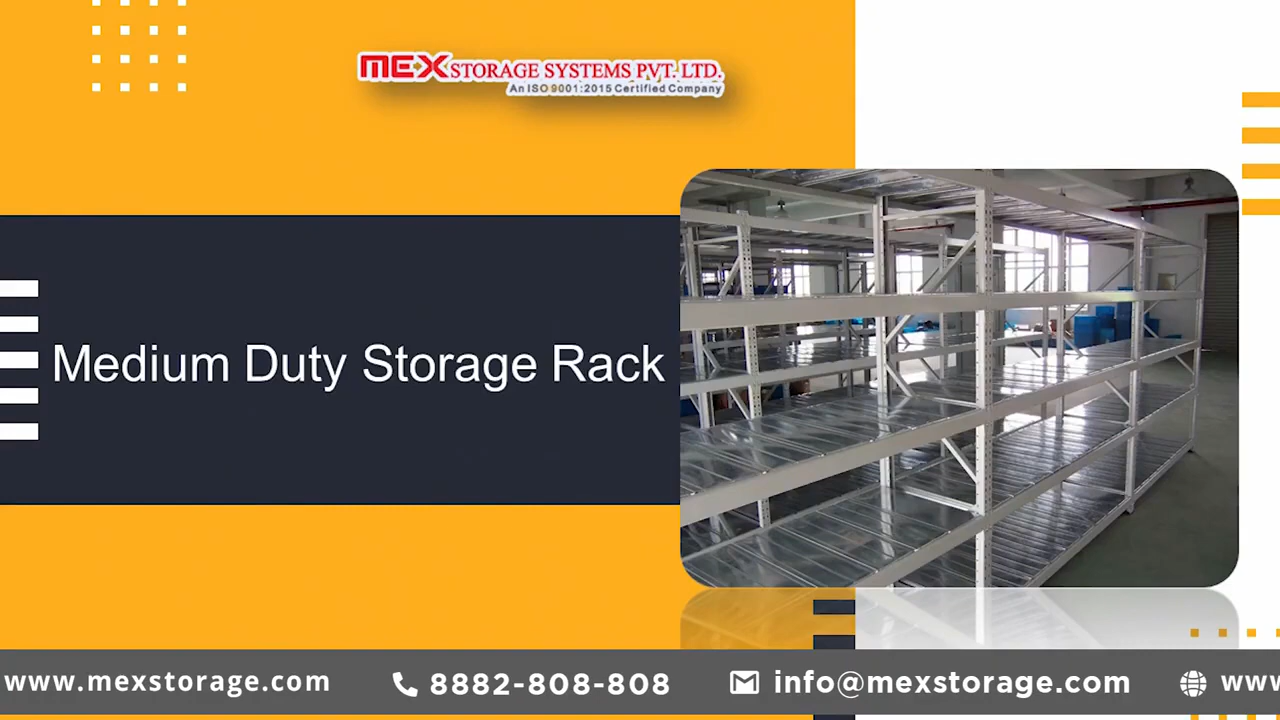 MEX STORAGE SYSTEMS PVT. LTD.
An ISO 9001:2015 Certified Company
Medium Duty Storage Rack
www.mexstorage.com 8882-808-808 info@mexstorage.com www